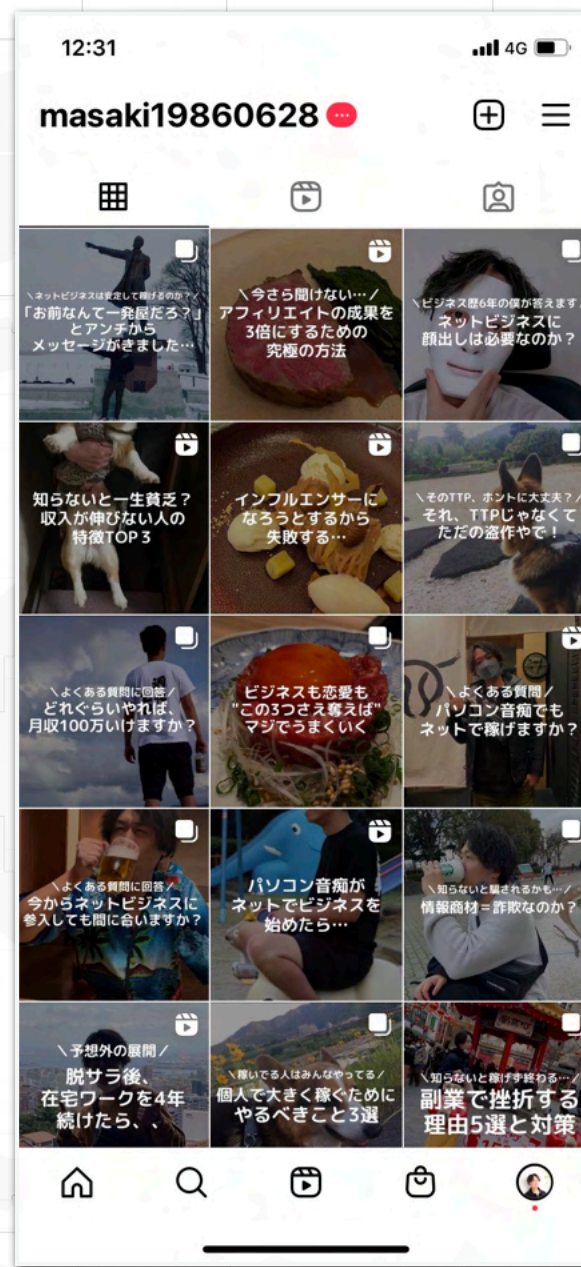 12:31
4G
masaki19860628
\ネットビジネスは安定して稼げるのか?/
「お前なんて一発屋だろ?」
とアンチから
メッセージがきました…
\今さら聞けない…/
アフィリエイトの成果を
3倍にするための
究極の方法
\ビジネス歴6年の僕が答えます/
ネットビジネスに
顔出しは必要なのか?
知らないと一生貧乏?
収入が伸びない人の
特徴TOP3
インフルエンサーに
なろうとするから
失敗する…
\そのTTP、ホントに大丈夫?/
それ、TTPじゃなくて
ただの盗作やで!
\よくある質問に回答/
どれぐらいやれば、
月収100万いけますか?
ビジネスも恋愛も
"この3つさえ奪えば"
マジでうまくいく
\よくある質問/
パソコン音痴でも
ネットで稼げますか?
\よくある質問に回答/
今からネットビジネスに
参入しても間に合いますか?
パソコン音痴が
ネットでビジネスを
始めたら…
\知らないと騙されるかも…/
情報商材=詐欺なのか?
\予想外の展開/
脱サラ後、
在宅ワークを4年
続けたら、、
\稼いでる人はみんなやってる/
個人で大きく稼ぐために
やるべきこと3選
\知らないと稼げず終わる…/
副業で挫折する
理由5選と対策